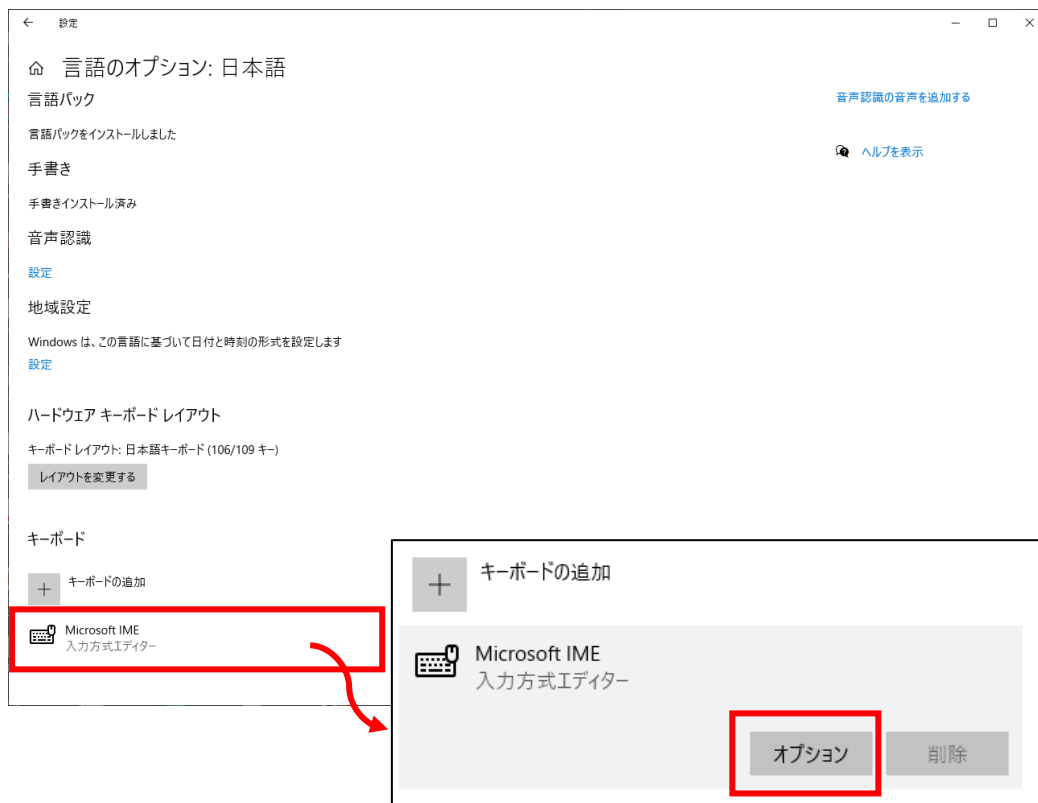 設定
言語のオプション: 日本語
言語パック
言語パックをインストールしました
手書き
手書きインストール済み
音声認識
設定
地域設定
Windows は、この言語に基づいて日付と時刻の形式を設定します
設定
ハードウェア キーボード レイアウト
キーボード レイアウト: 日本語キーボード (106/109 キー)
レイアウトを変更する
キーボード
キーボードの追加
Microsoft IME
入力方式エディター
音声認識の音声を追加する
ヘルプを表示
キーボードの追加
Microsoft IME
入力方式エディター
オプション
削除